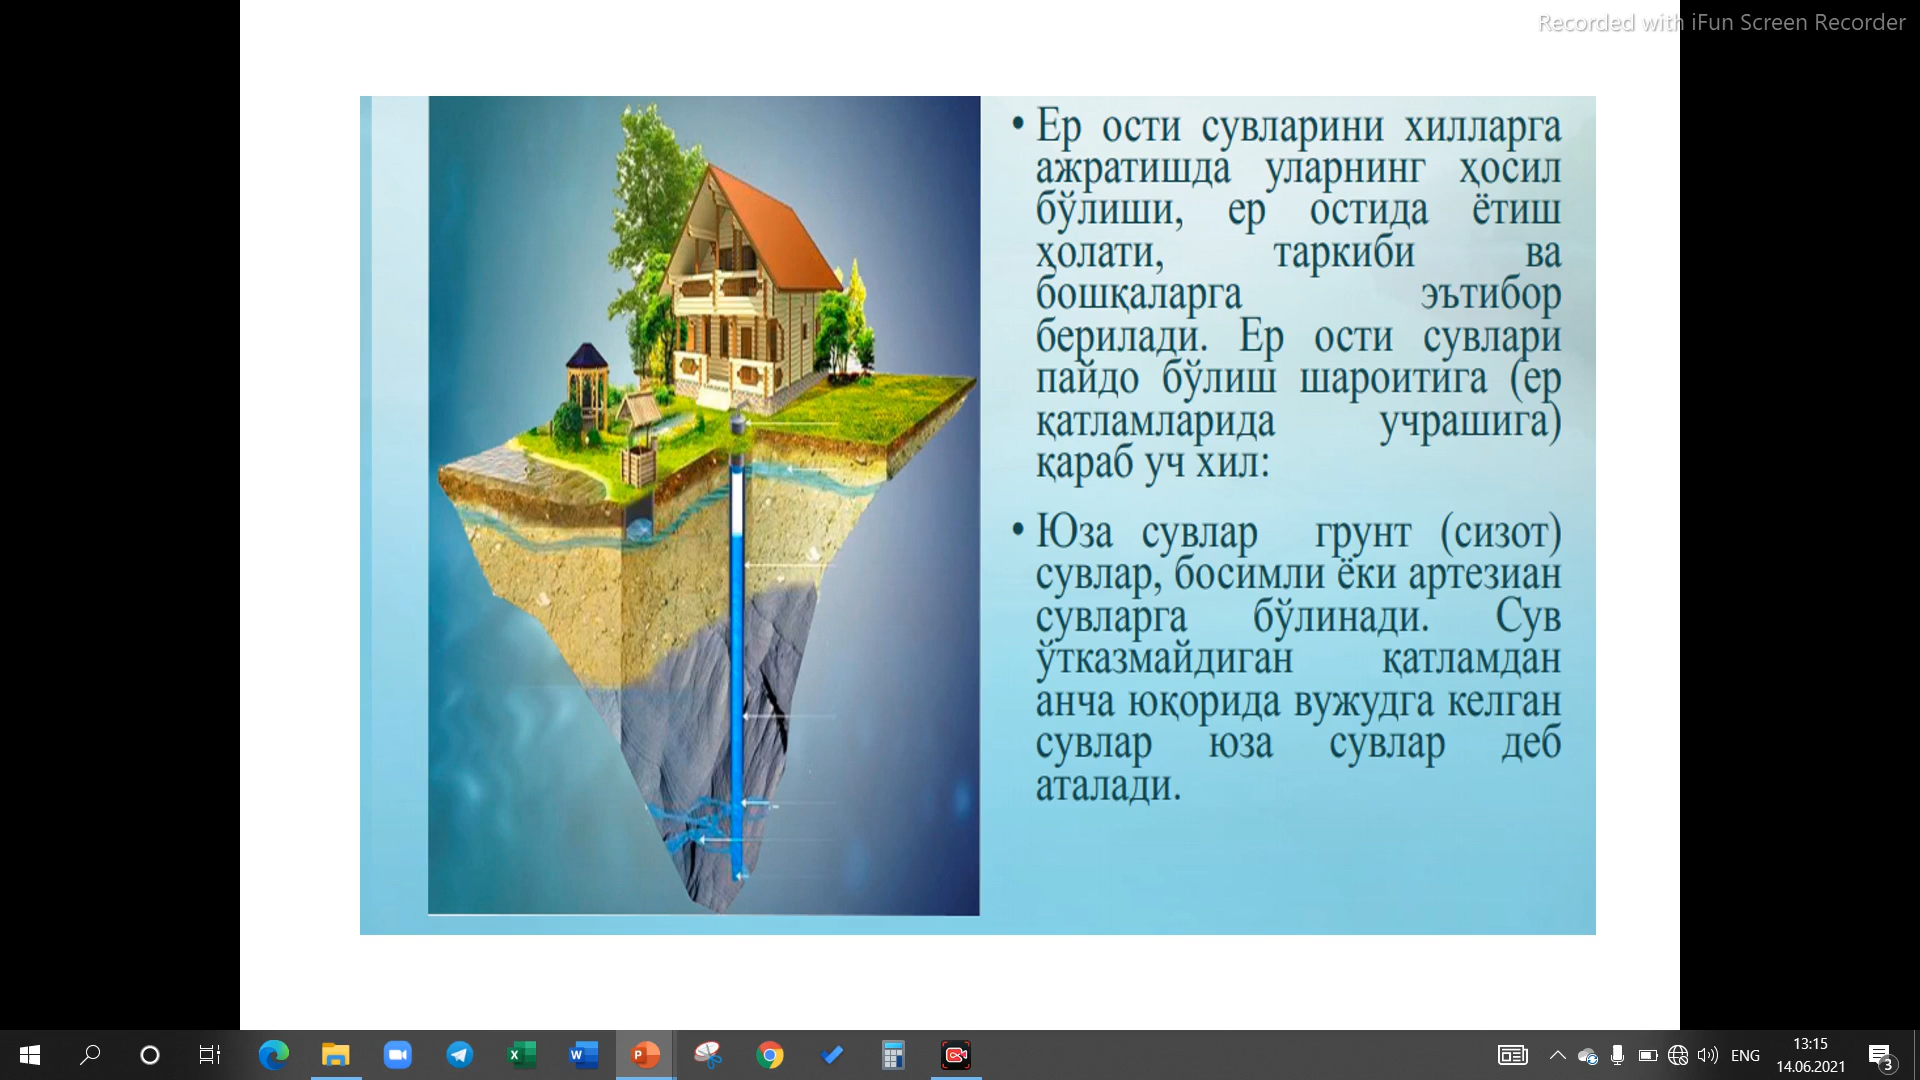 Recorded with iFun Screen Recorder
• Ер ости сувларини хилларга
ажратишда уларнинг ҳосил
бўлиши, ер остида ётиш
ҳолати, таркиби ва
бошқаларга эътибор
берилади. Ер ости сувлари
пайдо бўлиш шароитига (ер
қатламларида учрашига)
қараб уч хил:
• Юза сувлар грунт (сизот)
сувлар, босимли ёки артезиан
сувларга бўлинади. Сув
ўтказмайдиган қатламдан
анча юқорида вужудга келган
сувлар юза сувлар деб
аталади.
ENG
13:15
14.06.2021
3